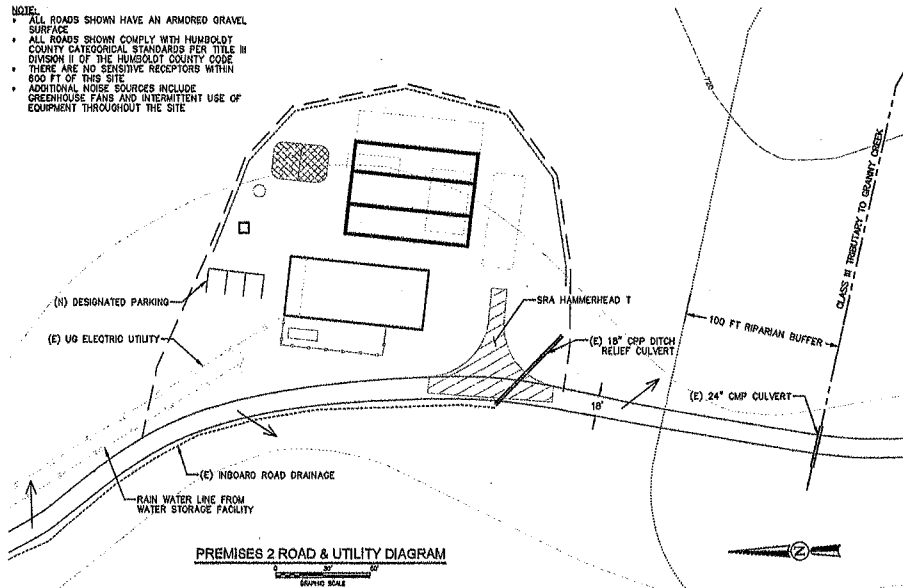 NOTE:
• ALL ROADS SHOWN HAVE AN ARMORED GRAVEL
SURFACE
• ALL ROADS SHOWN COMPLY WITH HUMBOLDT
COUNTY CATEGORICAL STANDARDS PER TITLE III
DIVISION II OF THE HUMBOLDT COUNTY CODE
• THERE ARE NO SENSITIVE RECEPTORS WITHIN
600 FT OF THIS SITE
• ADDITIONAL NOISE SOURCES INCLUDE
GREENHOUSE FANS AND INTERMITTENT USE OF
EQUIPMENT THROUGHOUT THE SITE
720
CLASS III TRIBUTARY TO GRANNY CREEK
(N) DESIGNATED PARKING
SRA HAMMERHEAD T
100 FT RIPARIAN BUFFER
(E) UG ELECTRIC UTILITY
(E) 18" CPP DITCH
RELIEF CULVERT
(E) 24" CMP CULVERT
18'
(E) INBOARD ROAD DRAINAGE
RAIN WATER LINE FROM
WATER STORAGE FACILITY
PREMISES 2 ROAD & UTILITY DIAGRAM
0 30' 60'
GRAPHIC SCALE
N